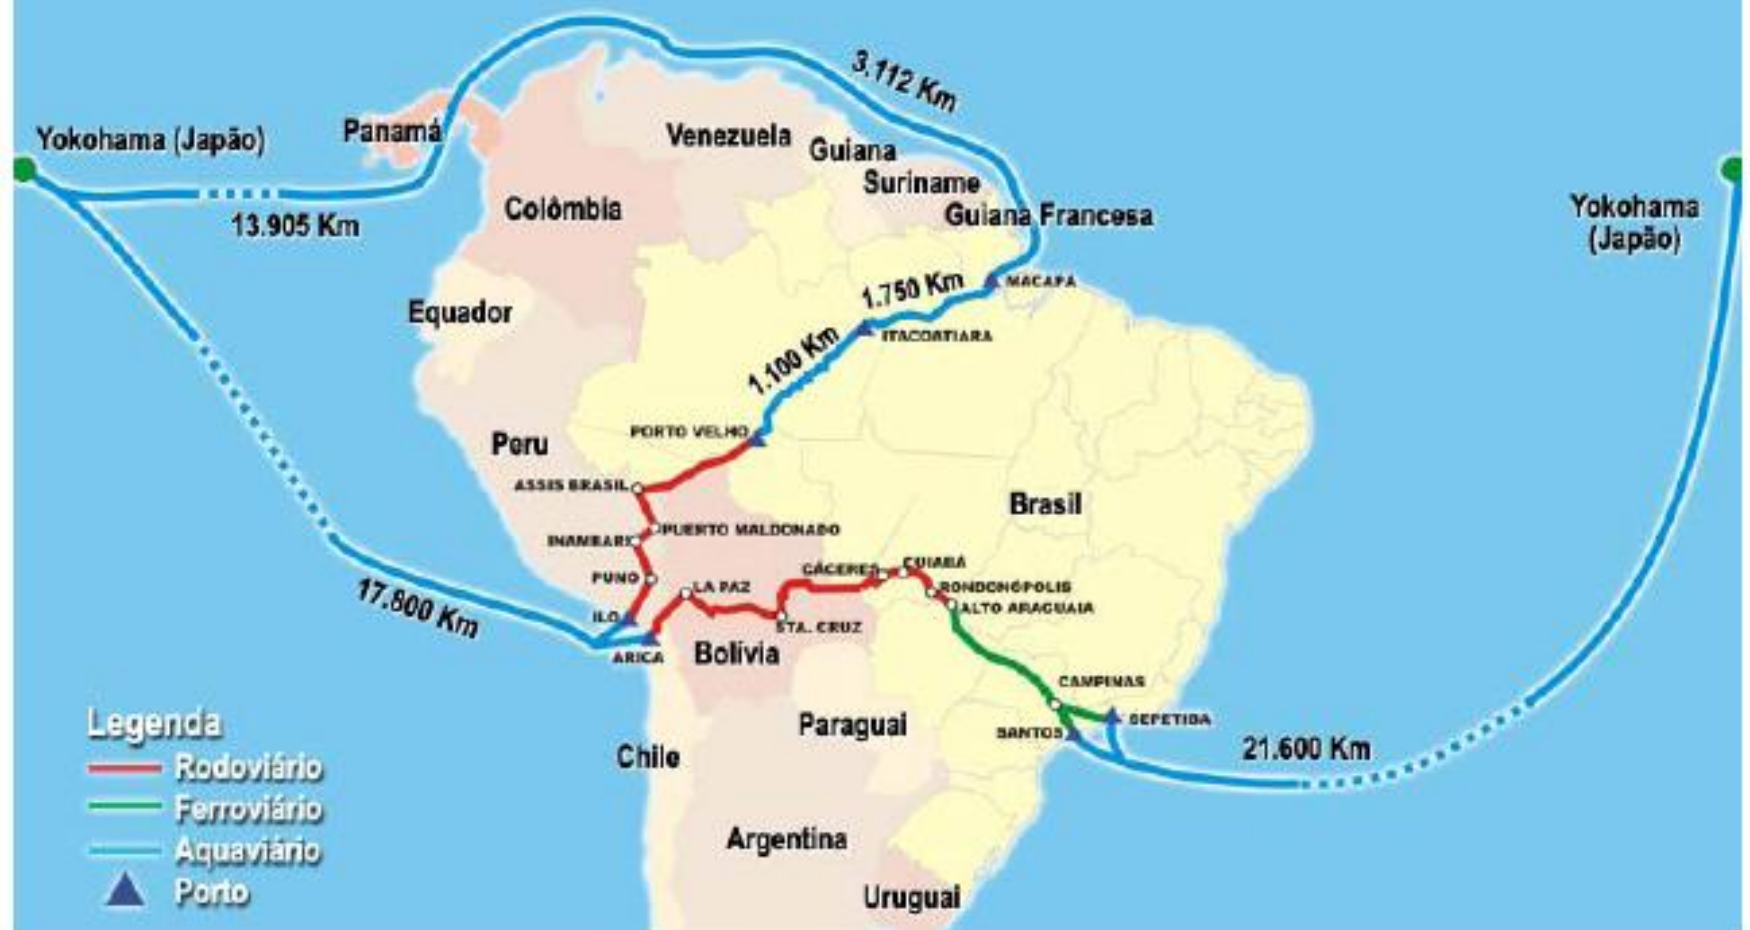 3.112 Km
Yokohama (Japão)
Panamá
Venezuela
Guiana
Suriname
Guiana Francesa
Colômbia
13.905 Km
Yokohama
(Japão)
MACAPA
1.750 Km
Equador
ITACOATIARA
1.100 Km
PORTO VELHO
Peru
ASSIS BRASIL
Brasil
PUERTO MALDONADO
INAMBARI
CÁCERES
CUIABÁ
PUNO
LA PAZ
RONDONÓPOLIS
ALTO ARAGUAIA
17.800 Km
ILO
STA. CRUZ
ARICA
Bolívia
CAMPINAS
SEPETIBA
SANTOS
Paraguai
21.600 Km
Chile
Argentina
Uruguai
Legenda
Rodoviário
Ferroviário
Aquaviário
Porto